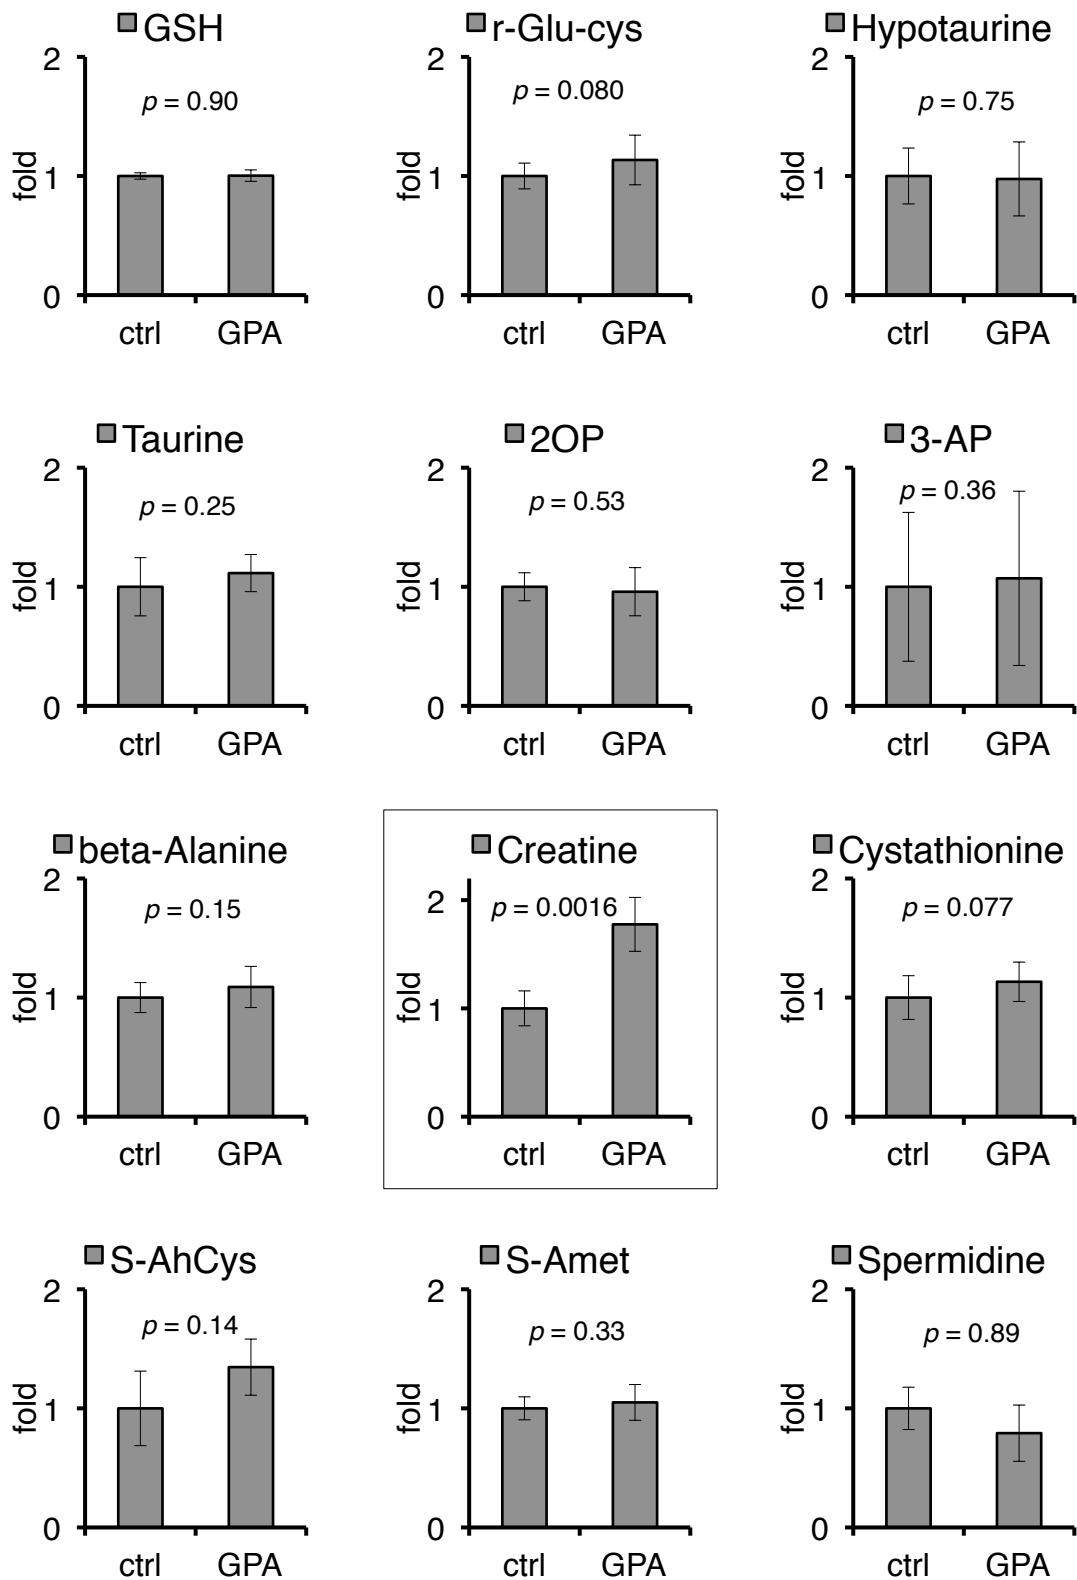 GSH
2
p = 0.90
fold
1
0
ctrl GPA
r-Glu-cys
2
p = 0.080
fold
1
0
ctrl GPA
Hypotaurine
2
p = 0.75
fold
1
0
ctrl GPA
Taurine
2
p = 0.25
fold
1
0
ctrl GPA
2OP
2
p = 0.53
fold
1
0
ctrl GPA
3-AP
2
p = 0.36
fold
1
0
ctrl GPA
beta-Alanine
2
p = 0.15
fold
1
0
ctrl GPA
Creatine
2
p = 0.0016
fold
1
0
ctrl GPA
Cystathionine
2
p = 0.077
fold
1
0
ctrl GPA
S-AhCys
2
p = 0.14
fold
1
0
ctrl GPA
S-Amet
2
p = 0.33
fold
1
0
ctrl GPA
Spermidine
2
p = 0.89
fold
1
0
ctrl GPA